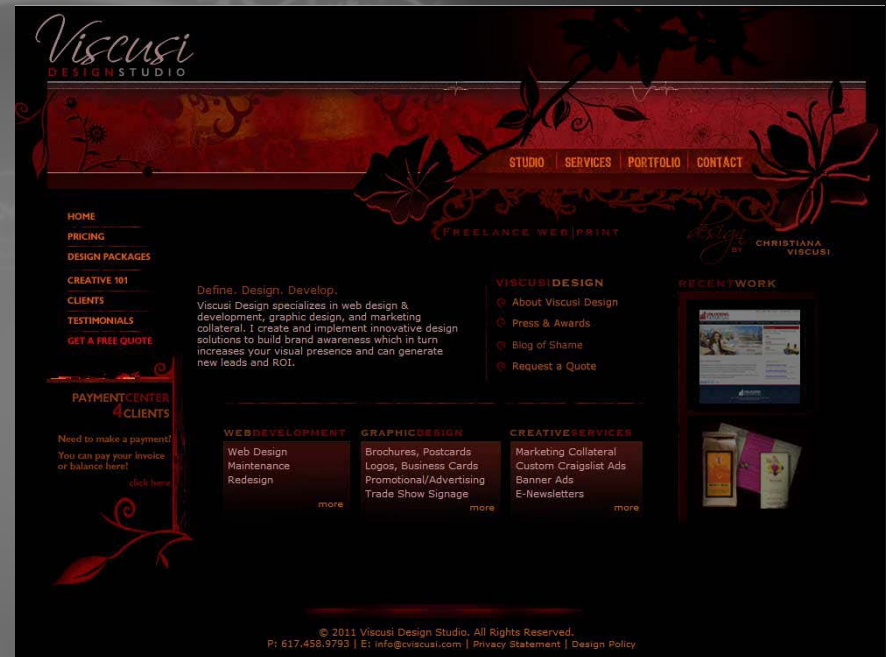 Viscusi
DESIGNSTUDIO
STUDIO | SERVICES | PORTFOLIO | CONTACT
FREELANCE WEB|PRINT
design
BY CHRISTIANA
VISCUSI
HOME
PRICING
DESIGN PACKAGES
CREATIVE 101
CLIENTS
TESTIMONIALS
GET A FREE QUOTE
PAYMENTCENTER
4CLIENTS
Need to make a payment?
You can pay your invoice
or balance here!
click here
Define. Design. Develop.
Viscusi Design specializes in web design &
development, graphic design, and marketing
collateral. I create and implement innovative design
solutions to build brand awareness which in turn
increases your visual presence and can generate
new leads and ROI.
VISCUSIDESIGN
About Viscusi Design
Press & Awards
Blog of Shame
Request a Quote
RECENTWORK
WEBDEVELOPMENT
Web Design
Maintenance
Redesign
more
GRAPHICDESIGN
Brochures, Postcards
Logos, Business Cards
Promotional/Advertising
Trade Show Signage
more
CREATIVESERVICES
Marketing Collateral
Custom Craigslist Ads
Banner Ads
E-Newsletters
more
© 2011 Viscusi Design Studio. All Rights Reserved.
P: 617.458.9793 | E: info@cviscusi.com | Privacy Statement | Design Policy